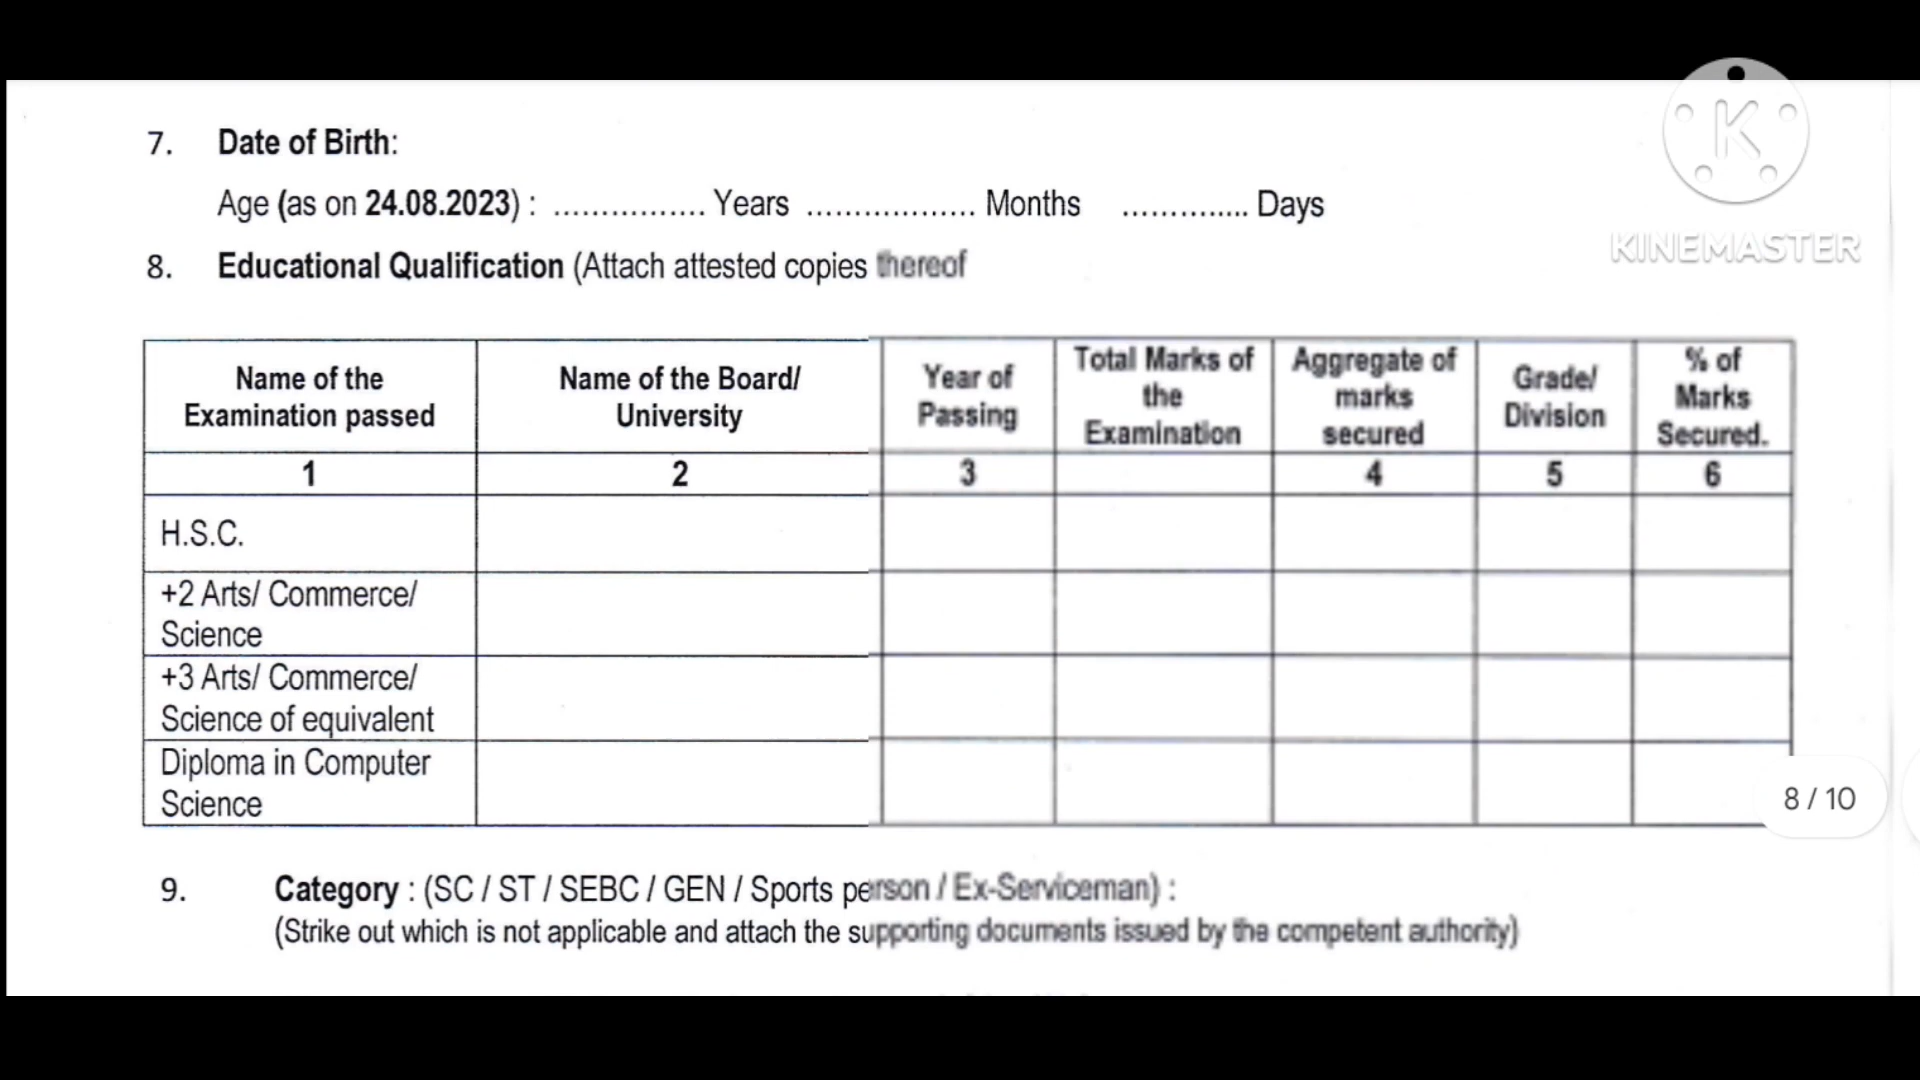 7. Date of Birth:
Age (as on 24.08.2023) : ................ Years .................. Months .............. Days
8. Educational Qualification (Attach attested copies thereof
Name of the Examination passed | Name of the Board/ University | Year of Passing | Total Marks of the Examination | Aggregate of marks secured | Grade/ Division | % of Marks Secured.
1 2 3 4 5 6
H.S.C.
+2 Arts/ Commerce/
Science
+3 Arts/ Commerce/
Science of equivalent
Diploma in Computer
Science
9. Category : (SC / ST / SEBC / GEN / Sports person / Ex-Serviceman) :
(Strike out which is not applicable and attach the supporting documents issued by the competent authority)
8 / 10
K
KINEMASTER